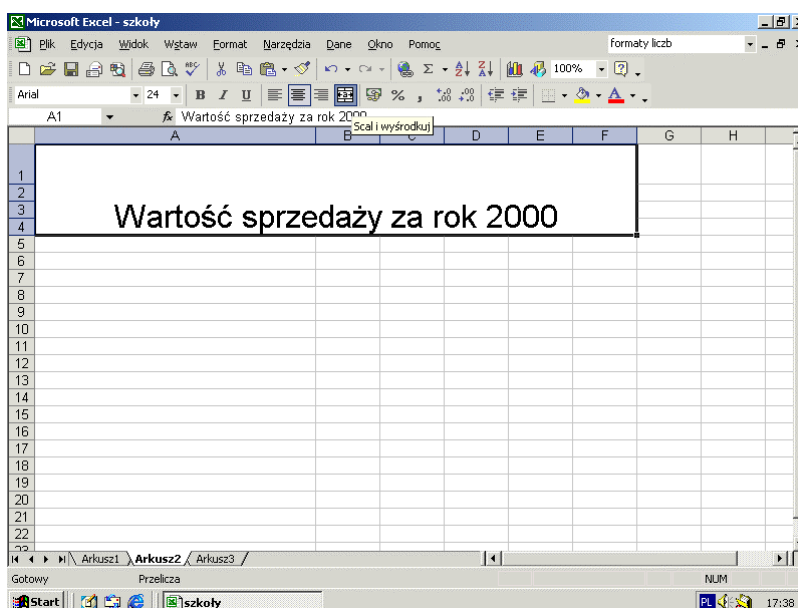 Microsoft Excel - szkoły
Plik Edycja Widok Wstaw Format Narzędzia Dane Okno Pomoc formaty liczb
100%
Arial 24 B I U % ,
A1 fx Wartość sprzedaży za rok 2000
Scal i wyśrodkuj
A B C D E F G H
1
2
3
Wartość sprzedaży za rok 2000
4
5
6
7
8
9
10
11
12
13
14
15
16
17
18
19
20
21
22
23
Arkusz1 Arkusz2 Arkusz3
Gotowy Przelicza NUM
Start szkoły PL 17:38